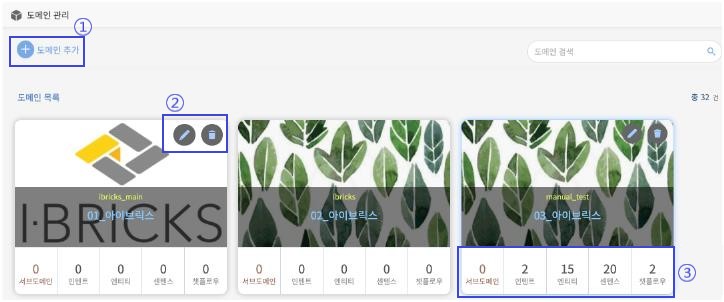 도메인 관리
①
도메인 추가
도메인 검색
도메인 목록
총 32 건
②
I·BRICKS
ibricks_main
01_아이브릭스
0 0 0 0 0
서브도메인 인텐트 엔티티 센텐스 챗플로우
ibricks
02_아이브릭스
0 0 0 0 0
서브도메인 인텐트 엔티티 센텐스 챗플로우
manual_test
03_아이브릭스
0 2 15 20 2
서브도메인 인텐트 엔티티 센텐스 챗플로우
③